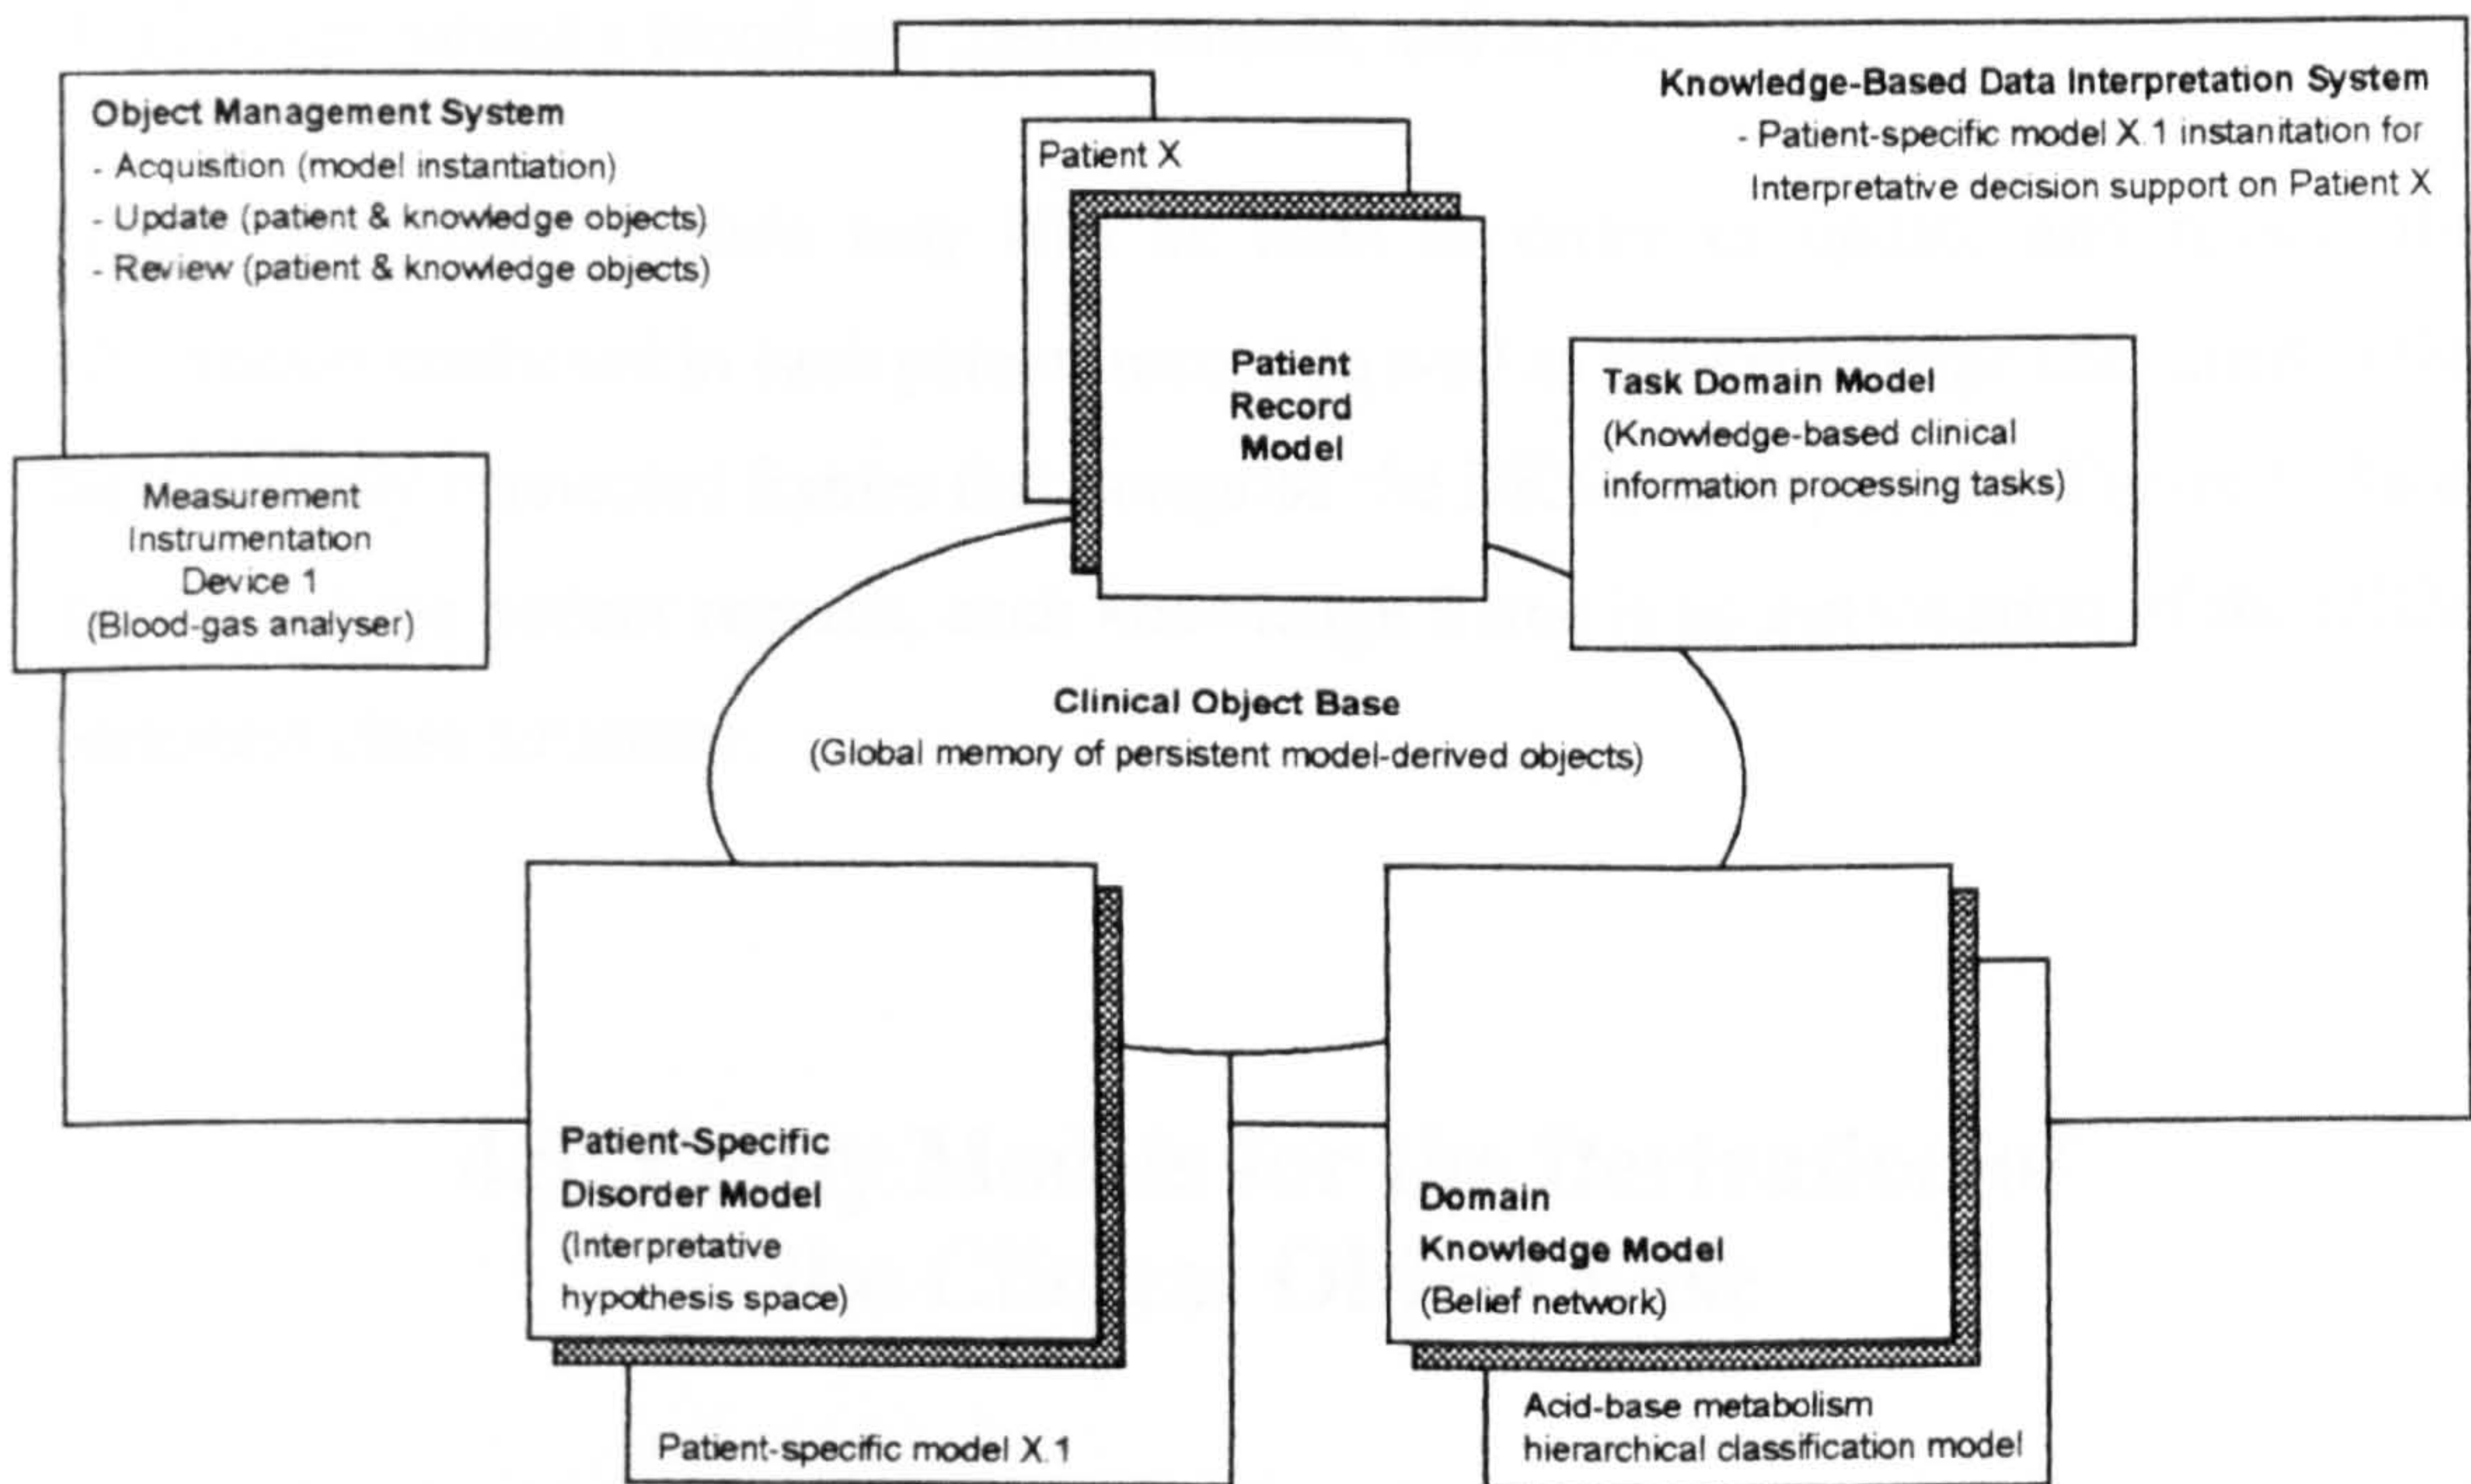 Object Management System
- Acquisition (model instantiation)
- Update (patient & knowledge objects)
- Review (patient & knowledge objects)
Knowledge-Based Data Interpretation System
- Patient-specific model X.1 instanitation for
Interpretative decision support on Patient X
Patient X
Patient
Record
Model
Task Domain Model
(Knowledge-based clinical
information processing tasks)
Measurement
Instrumentation
Device 1
(Blood-gas analyser)
Clinical Object Base
(Global memory of persistent model-derived objects)
Patient-Specific
Disorder Model
(Interpretative
hypothesis space)
Patient-specific model X.1
Domain
Knowledge Model
(Belief network)
Acid-base metabolism
hierarchical classification model